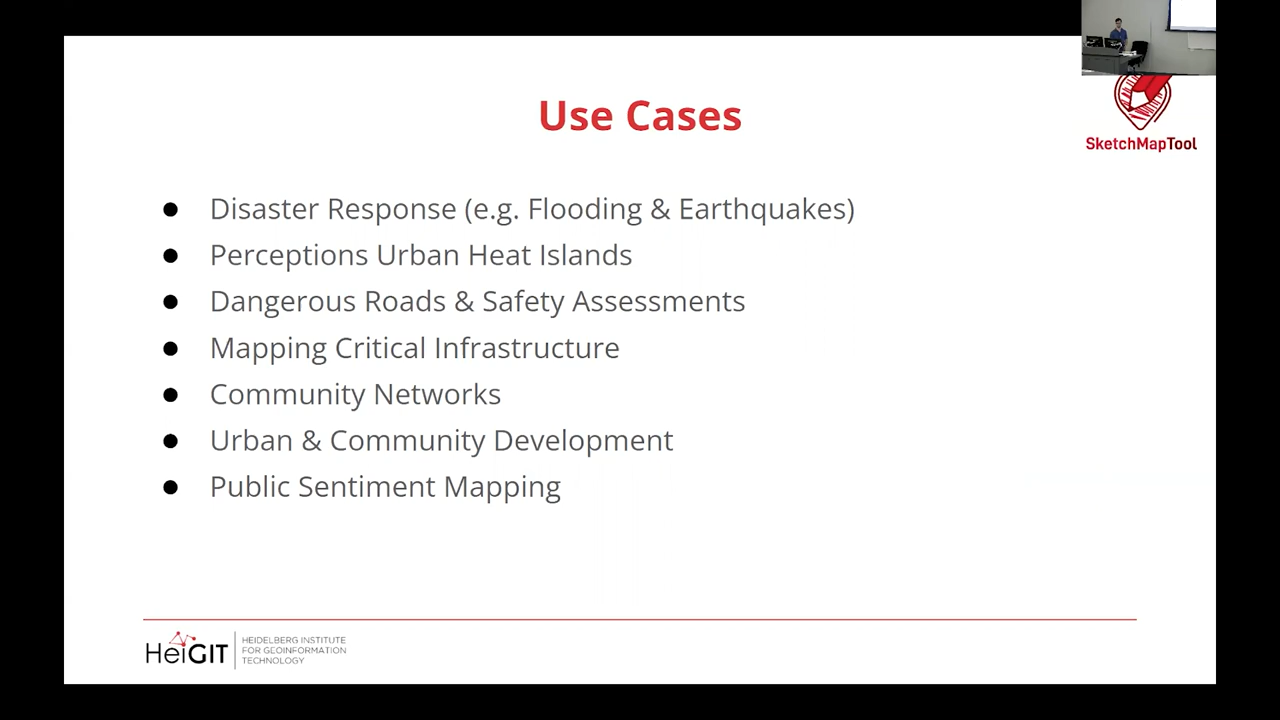 Use Cases
SketchMapTool
● Disaster Response (e.g. Flooding & Earthquakes)
● Perceptions Urban Heat Islands
● Dangerous Roads & Safety Assessments
● Mapping Critical Infrastructure
● Community Networks
● Urban & Community Development
● Public Sentiment Mapping
HeiGIT
HEIDELBERG INSTITUTE
FOR GEOINFORMATION
TECHNOLOGY